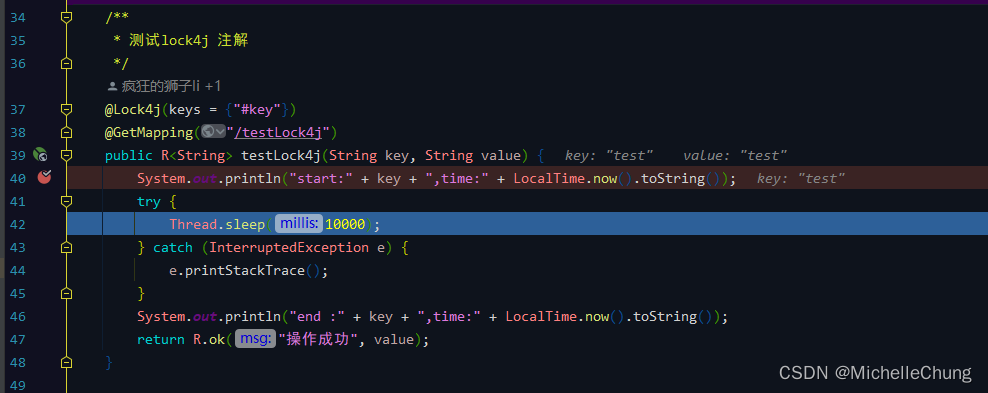 34 /**
35 * 测试lock4j 注解
36 */
疯狂的狮子li +1
37 @Lock4j(keys = {"#key"})
38 @GetMapping("/testLock4j")
39 public R<String> testLock4j(String key, String value) { key: "test" value: "test"
40 System.out.println("start:" + key + ",time:" + LocalTime.now().toString()); key: "test"
41 try {
42 Thread.sleep( millis: 10000);
43 } catch (InterruptedException e) {
44 e.printStackTrace();
45 }
46 System.out.println("end :" + key + ",time:" + LocalTime.now().toString());
47 return R.ok( msg: "操作成功", value);
48 }
49
CSDN @MichelleChung